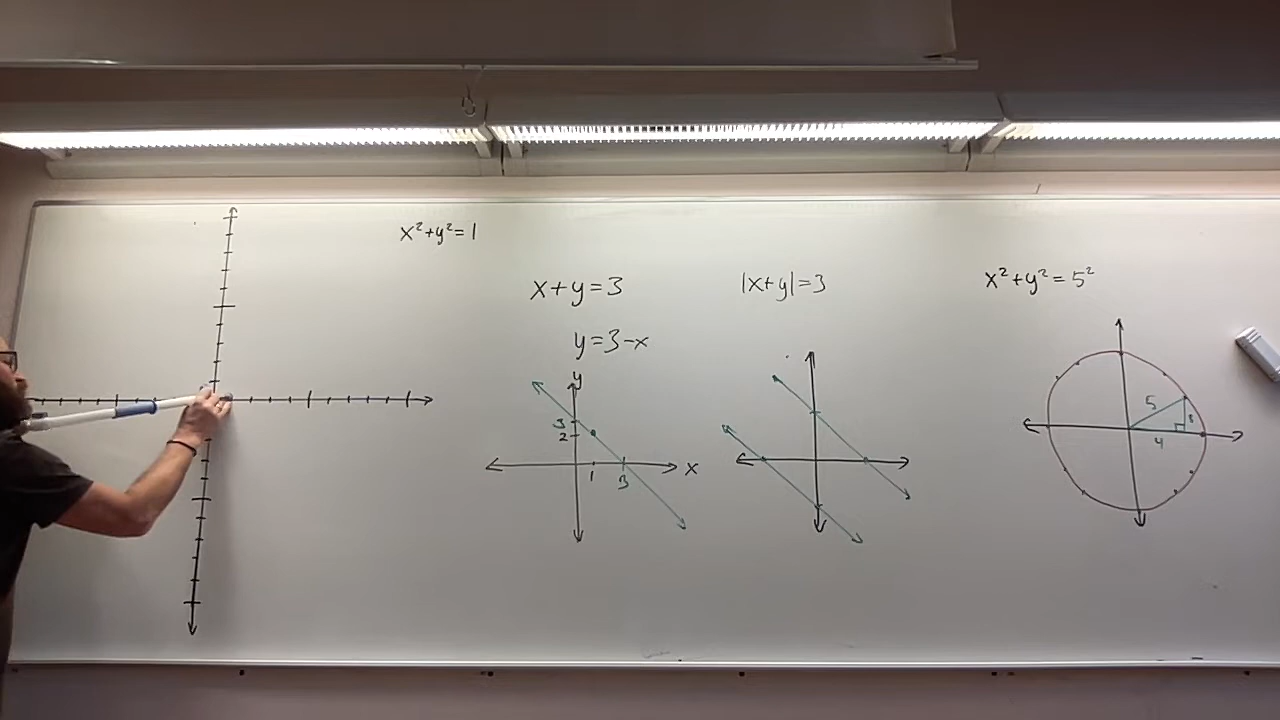 x²+y²=1
x+y=3
y=3-x
y
3
2
1
3
x
|x+y|=3
x²+y²=5²
5
3
4